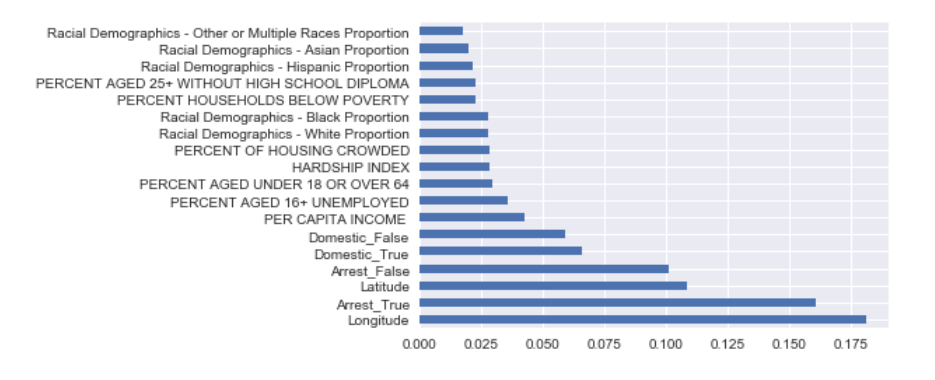 Racial Demographics - Other or Multiple Races Proportion
Racial Demographics - Asian Proportion
Racial Demographics - Hispanic Proportion
PERCENT AGED 25+ WITHOUT HIGH SCHOOL DIPLOMA
PERCENT HOUSEHOLDS BELOW POVERTY
Racial Demographics - Black Proportion
Racial Demographics - White Proportion
PERCENT OF HOUSING CROWDED
HARDSHIP INDEX
PERCENT AGED UNDER 18 OR OVER 64
PERCENT AGED 16+ UNEMPLOYED
PER CAPITA INCOME
Domestic_False
Domestic_True
Arrest_False
Latitude
Arrest_True
Longitude
0.000 0.025 0.050 0.075 0.100 0.125 0.150 0.175